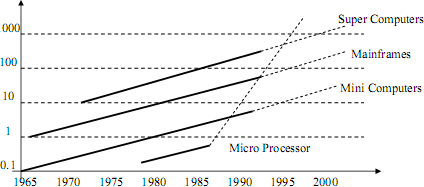 Super Computers
.000
Mainframes
100
Mini Computers
10
1
Micro Processor
0.1
1965 1970 1975 1980 1985 1990 1995 2000